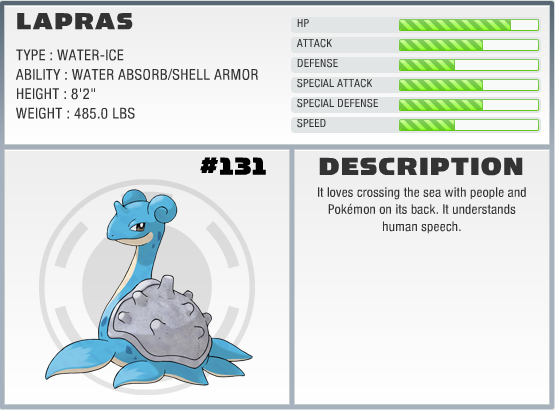 LAPRAS
TYPE : WATER-ICE
ABILITY : WATER ABSORB/SHELL ARMOR
HEIGHT : 8'2"
WEIGHT : 485.0 LBS
HP
ATTACK
DEFENSE
SPECIAL ATTACK
SPECIAL DEFENSE
SPEED
#131
DESCRIPTION
It loves crossing the sea with people and
Pokémon on its back. It understands
human speech.